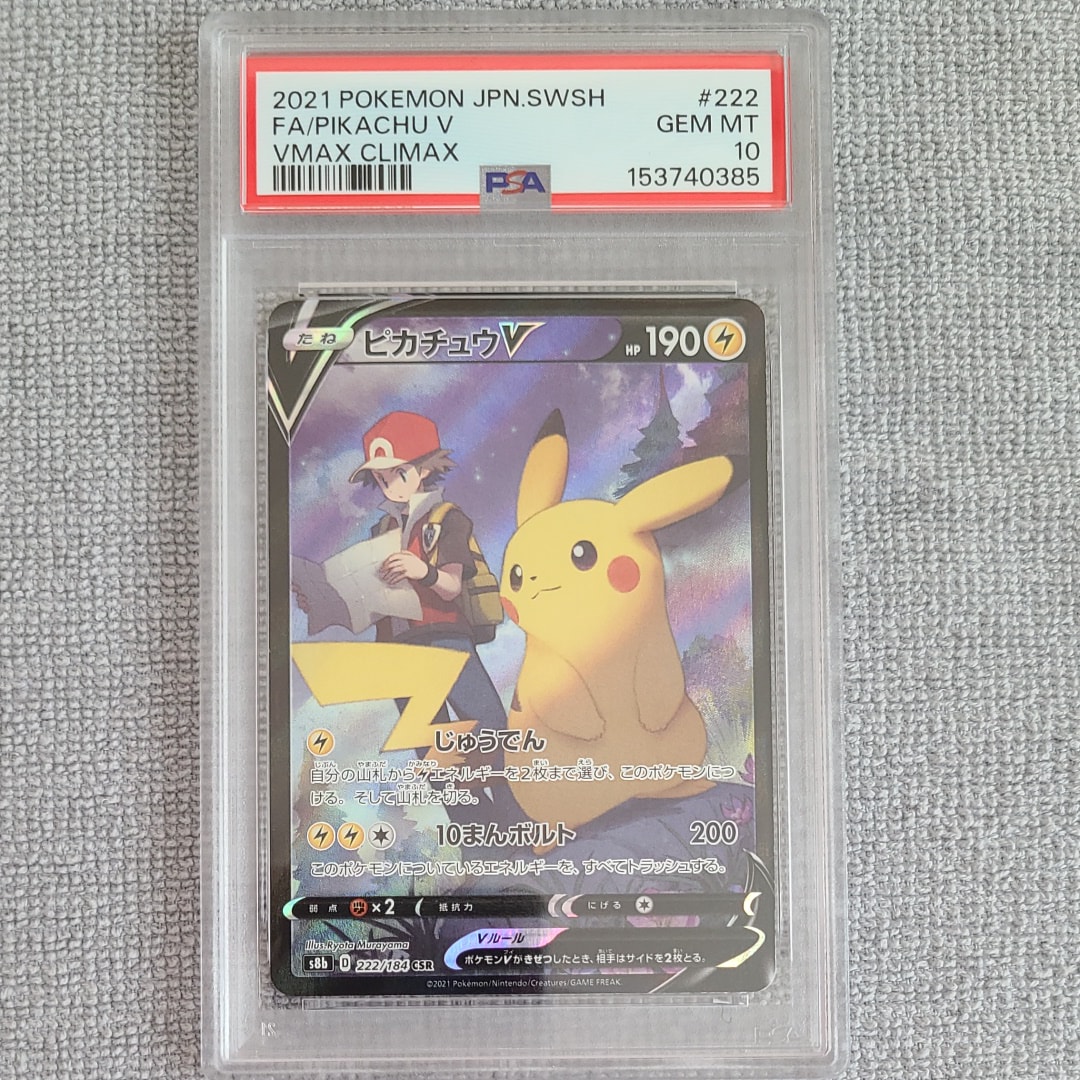 2021 POKEMON JPN.SWSH #222
FA/PIKACHU V GEM MT
VMAX CLIMAX 10
PSA 153740385
たね ピカチュウV HP 190
じゅうでん
自分の山札からエネルギーを2枚まで選び、このポケモンにつ
ける。そして山札を切る。
10まんボルト 200
このポケモンについているエネルギーを、すべてトラッシュする。
弱点 ×2 抵抗力 にげる
Illus.Ryota Murayama
Vルール
s8b D 222/184 CSR
ポケモンVがきぜつしたとき、相手はサイドを2枚とる。
©2021 Pokémon/Nintendo/Creatures/GAME FREAK.